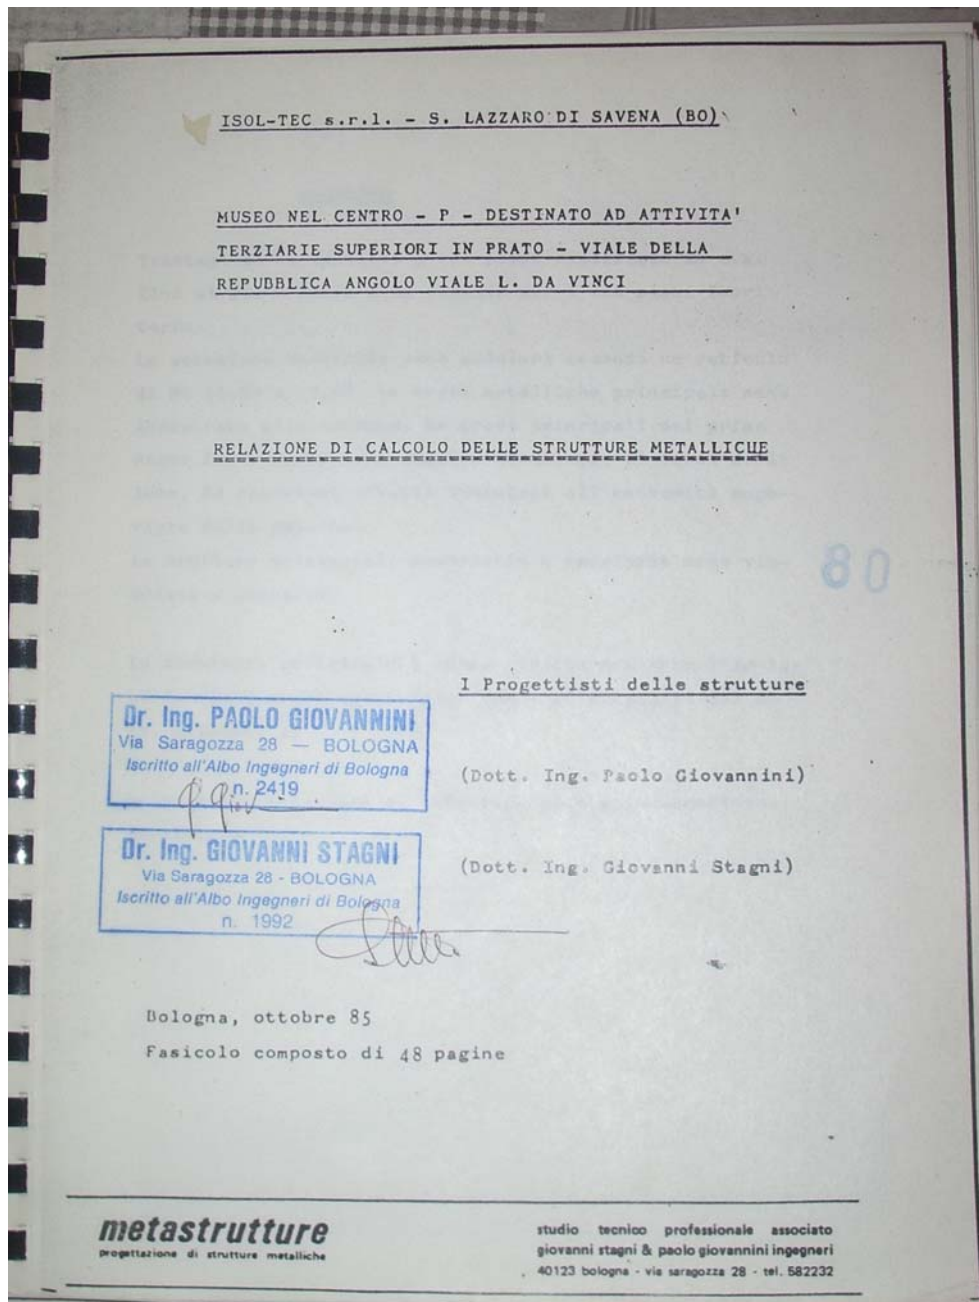 ISOL-TEC s.r.l. - S. LAZZARO DI SAVENA (BO)
MUSEO NEL CENTRO - P - DESTINATO AD ATTIVITA'
TERZIARIE SUPERIORI IN PRATO - VIALE DELLA
REPUBBLICA ANGOLO VIALE L. DA VINCI
RELAZIONE DI CALCOLO DELLE STRUTTURE METALLICHE
80
I Progettisti delle strutture
Dr. Ing. PAOLO GIOVANNINI
Via Saragozza 28 — BOLOGNA
Iscritto all'Albo Ingegneri di Bologna
n. 2419
(Dott. Ing. Paolo Giovannini)
Dr. Ing. GIOVANNI STAGNI
Via Saragozza 28 - BOLOGNA
Iscritto all'Albo Ingegneri di Bologna
n. 1992
(Dott. Ing. Giovanni Stagni)
Bologna, ottobre 85
Fasicolo composto di 48 pagine
metastrutture
progettazione di strutture metalliche
studio tecnico professionale associato
giovanni stagni & paolo giovannini ingegneri
40123 bologna - via saragozza 28 - tel. 582232